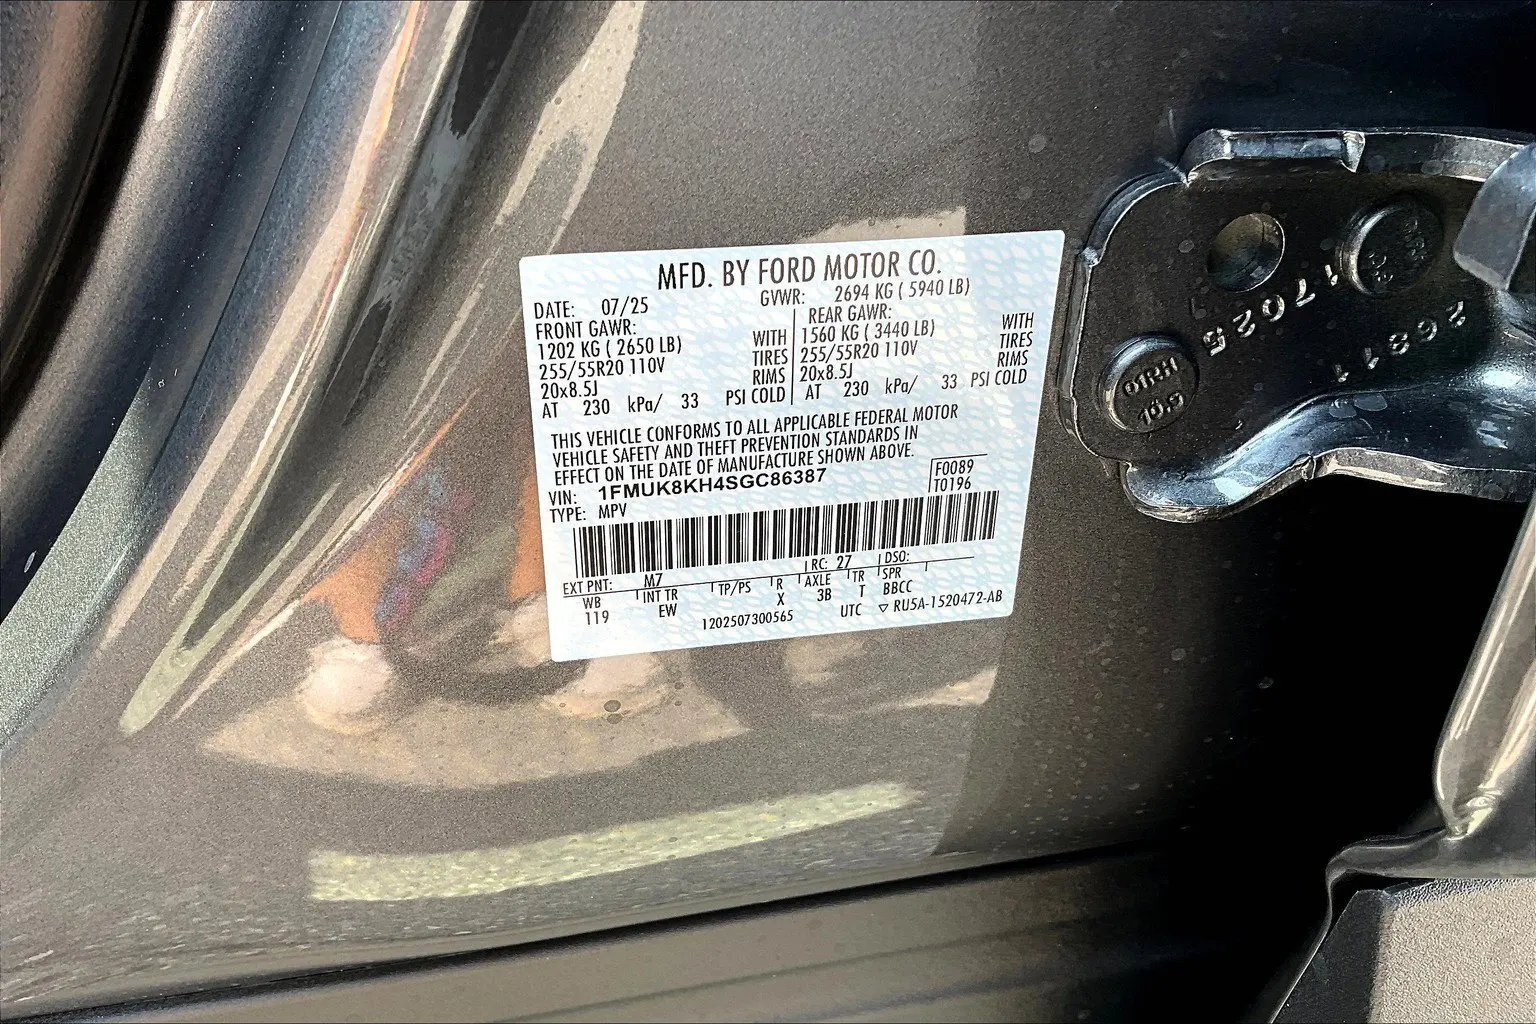 MFD. BY FORD MOTOR CO.
DATE: 07/25 GVWR: 2694 KG ( 5940 LB)
FRONT GAWR:
1202 KG ( 2650 LB) WITH
255/55R20 110V TIRES
20x8.5J RIMS
AT 230 kPa/ 33 PSI COLD
REAR GAWR: WITH
1560 KG ( 3440 LB) TIRES
255/55R20 110V RIMS
20x8.5J
AT 230 kPa/ 33 PSI COLD
THIS VEHICLE CONFORMS TO ALL APPLICABLE FEDERAL MOTOR
VEHICLE SAFETY AND THEFT PREVENTION STANDARDS IN
EFFECT ON THE DATE OF MANUFACTURE SHOWN ABOVE.
VIN: 1FMUK8KH4SGC86387 F0089
TYPE: MPV T0196
EXT PNT: M7 RC: 27 DSO:
WB INT TR TP/PS R AXLE TR SPR
119 EW X 3B T BBCC
1202507300565 UTC ▽ RU5A-1520472-AB
170251
26811